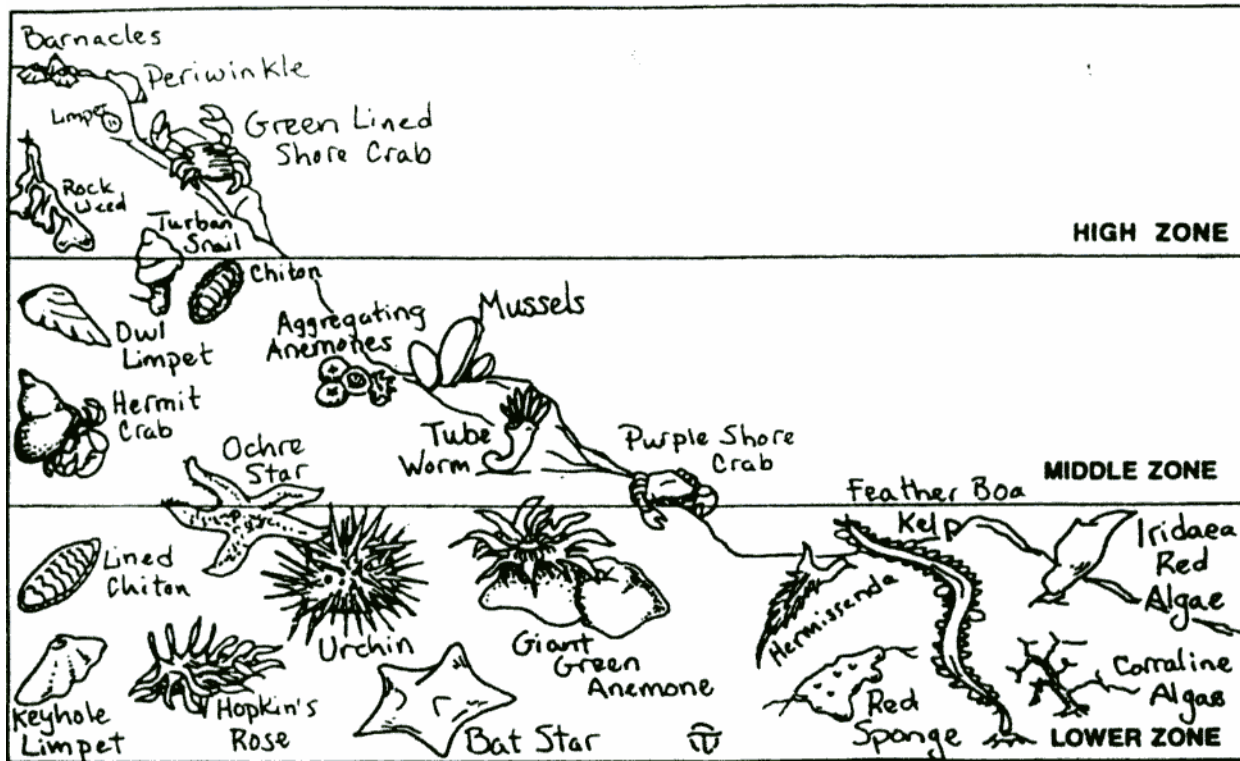 Barnacles
Periwinkle
Limpet
Green Lined
Shore Crab
Rock
Weed
Turban
Snail
HIGH ZONE
Chiton
Owl
Limpet
Aggregating
Anemones
Mussels
Hermit
Crab
Ochre
Star
Tube
Worm
Purple Shore
Crab
MIDDLE ZONE
Feather Boa
Kelp
Iridaea
Red
Algae
Lined
Chiton
Urchin
Giant
Green
Anemone
Hermissenda
Keyhole
Limpet
Hopkin's
Rose
Bat Star
Red
Sponge
Corraline
Algae
LOWER ZONE